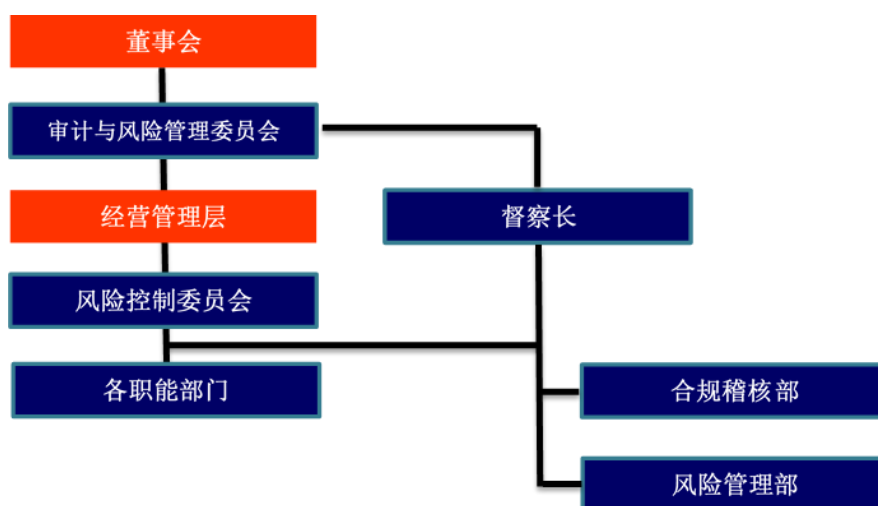 董事会
审计与风险管理委员会
经营管理层
督察长
风险控制委员会
各职能部门
合规稽核部
风险管理部